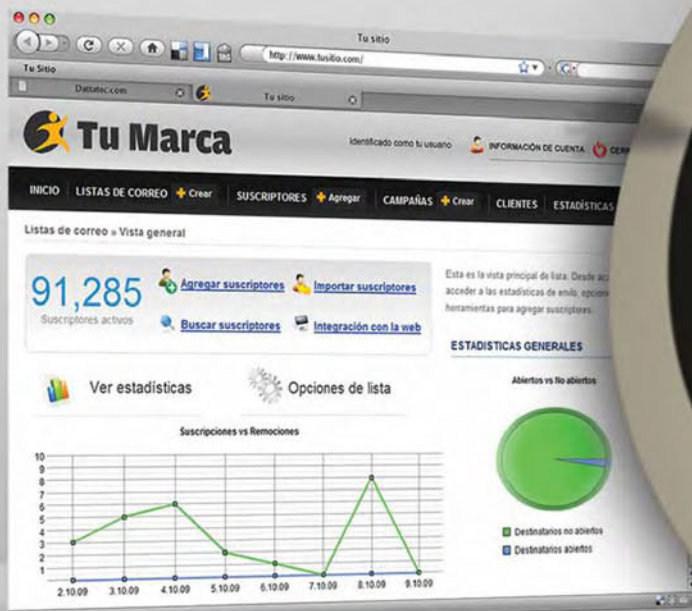 Tu sitio
http://www.tusitio.com/
Tu Sitio
Dattatec.com
Tu sitio
Tu Marca
Identificado como tu usuario
INFORMACIÓN DE CUENTA
INICIO
LISTAS DE CORREO + Crear
SUSCRIPTORES + Agregar
CAMPAÑAS + Crear
CLIENTES
ESTADÍSTICAS
Listas de correo » Vista general
91,285
Suscriptores activos
Agregar suscriptores
Importar suscriptores
Buscar suscriptores
Integración con la web
Esta es la vista principal de lista. Desde
acceder a las estadísticas de envío,
herramientas para agregar suscriptores.
ESTADISTICAS GENERALES
Ver estadísticas
Opciones de lista
Abiertos vs No abiertos
Suscripciones vs Remociones
10
9
8
7
6
5
4
3
2
1
2.10.09 3.10.09 4.10.09 5.10.09 6.10.09 7.10.09 8.10.09 9.10.09
Destinatarios no abiertos
Destinatarios abiertos